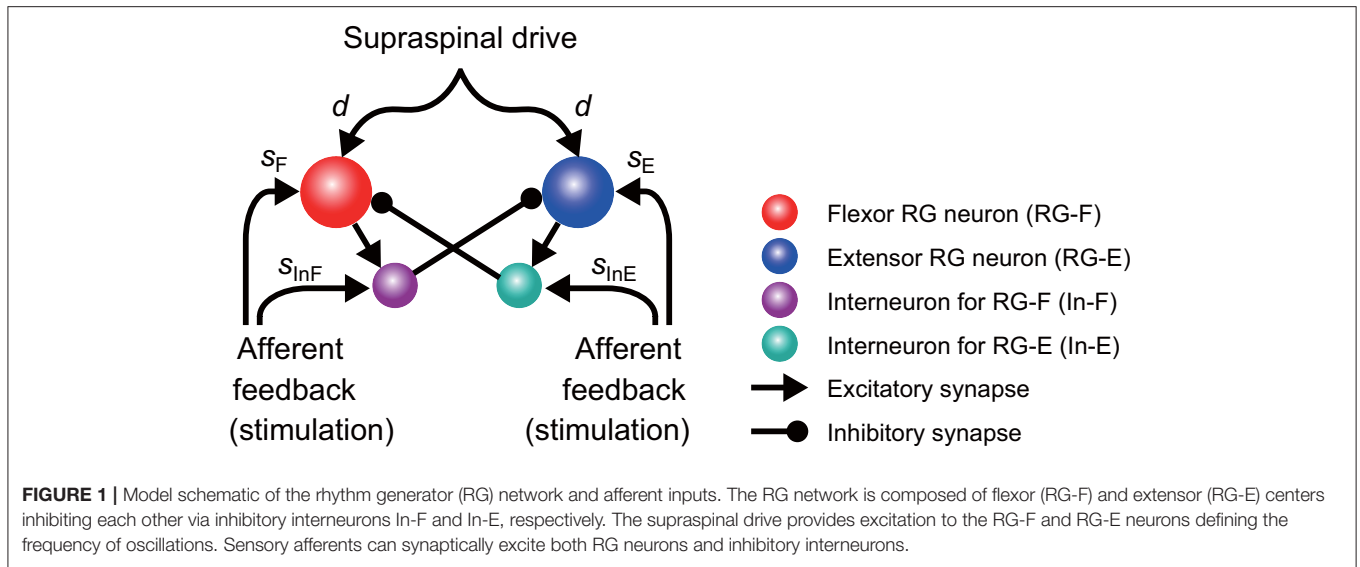 Supraspinal drive
d
d
s_F
s_E
s_InF
s_InE
Afferent
feedback
(stimulation)
Afferent
feedback
(stimulation)
Flexor RG neuron (RG-F)
Extensor RG neuron (RG-E)
Interneuron for RG-F (In-F)
Interneuron for RG-E (In-E)
Excitatory synapse
Inhibitory synapse
FIGURE 1 | Model schematic of the rhythm generator (RG) network and afferent inputs. The RG network is composed of flexor (RG-F) and extensor (RG-E) centers
inhibiting each other via inhibitory interneurons In-F and In-E, respectively. The supraspinal drive provides excitation to the RG-F and RG-E neurons defining the
frequency of oscillations. Sensory afferents can synaptically excite both RG neurons and inhibitory interneurons.